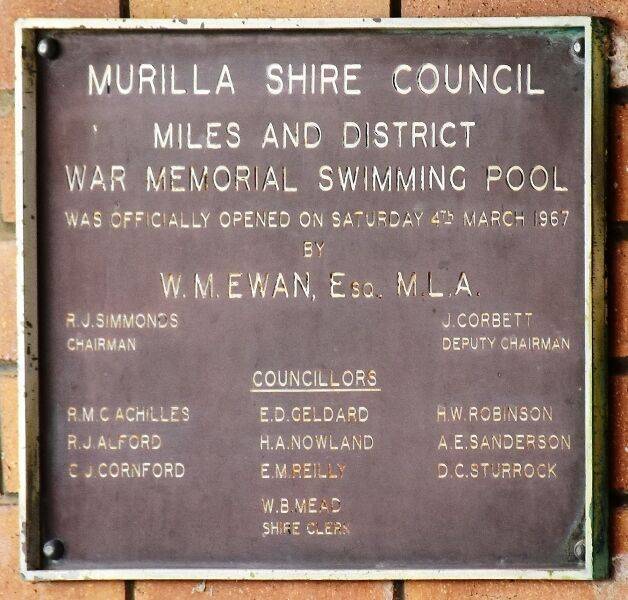 MURILLA SHIRE COUNCIL
MILES AND DISTRICT
WAR MEMORIAL SWIMMING POOL
WAS OFFICIALLY OPENED ON SATURDAY 4TH MARCH 1967
BY
W.M.EWAN, ESQ. M.L.A.
R.J.SIMMONDS J.CORBETT
CHAIRMAN DEPUTY CHAIRMAN
COUNCILLORS
R.M.C ACHILLES E.D.GELDARD H.W.ROBINSON
R.J.ALFORD H.A.NOWLAND A.E.SANDERSON
C.J.CORNFORD E.M.REILLY D.C.STURROCK
W.B.MEAD
SHIRE CLERK